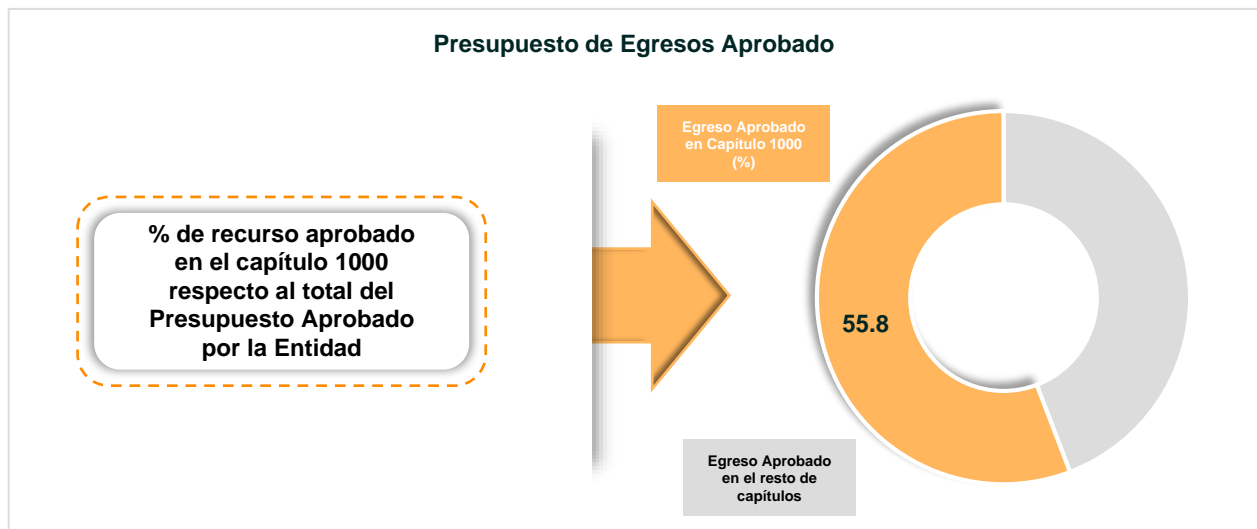 Presupuesto de Egresos Aprobado
% de recurso aprobado
en el capítulo 1000
respecto al total del
Presupuesto Aprobado
por la Entidad
Egreso Aprobado
en Capítulo 1000
(%)
55.8
Egreso Aprobado
en el resto de
capítulos